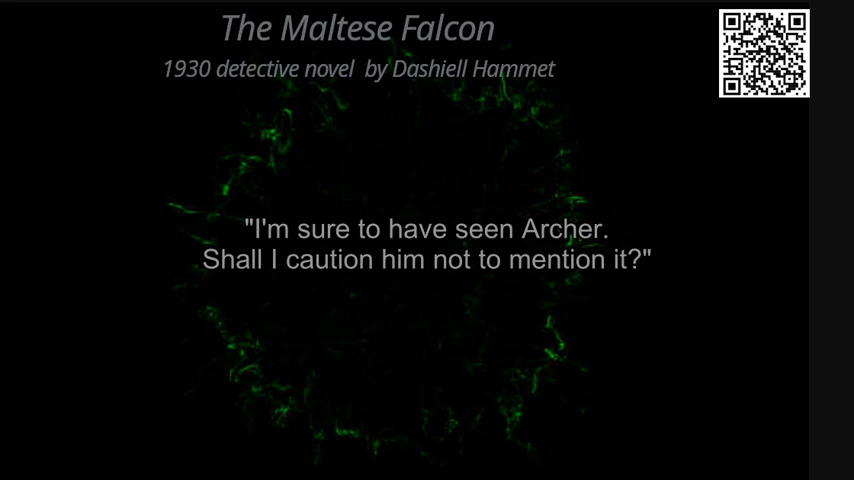 The Maltese Falcon
1930 detective novel by Dashiell Hammet
"I'm sure to have seen Archer.
Shall I caution him not to mention it?"